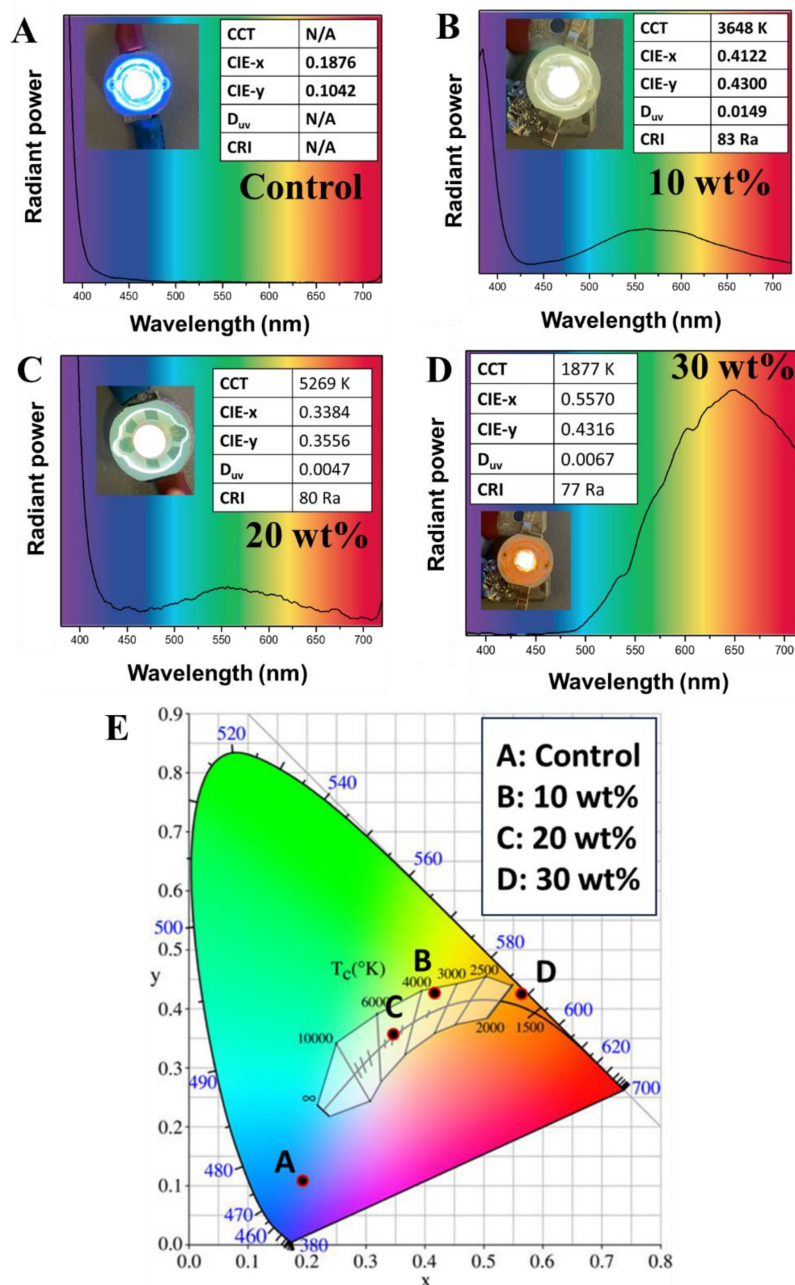 A
CCT N/A
CIE-x 0.1876
CIE-y 0.1042
Duv N/A
CRI N/A
Control
Radiant power
400 450 500 550 600 650 700
Wavelength (nm)
B
CCT 3648 K
CIE-x 0.4122
CIE-y 0.4300
Duv 0.0149
CRI 83 Ra
10 wt%
Radiant power
400 450 500 550 600 650 700
Wavelength (nm)
C
CCT 5269 K
CIE-x 0.3384
CIE-y 0.3556
Duv 0.0047
CRI 80 Ra
20 wt%
Radiant power
400 450 500 550 600 650 700
Wavelength (nm)
D
30 wt%
CCT 1877 K
CIE-x 0.5570
CIE-y 0.4316
Duv 0.0067
CRI 77 Ra
Radiant power
400 450 500 550 600 650 700
Wavelength (nm)
E
A: Control
B: 10 wt%
C: 20 wt%
D: 30 wt%
0.9
0.8
0.7
0.6
0.5
y
0.4
0.3
0.2
0.1
0.0
0.0 0.1 0.2 0.3 0.4 0.5 0.6 0.7 0.8
x
520
540
560
500
580
Tc(°K)
B
D
4000 3000 2500
6000
C
600
10000
2000 1500
620
490
∞
700
A
480
470
460
380